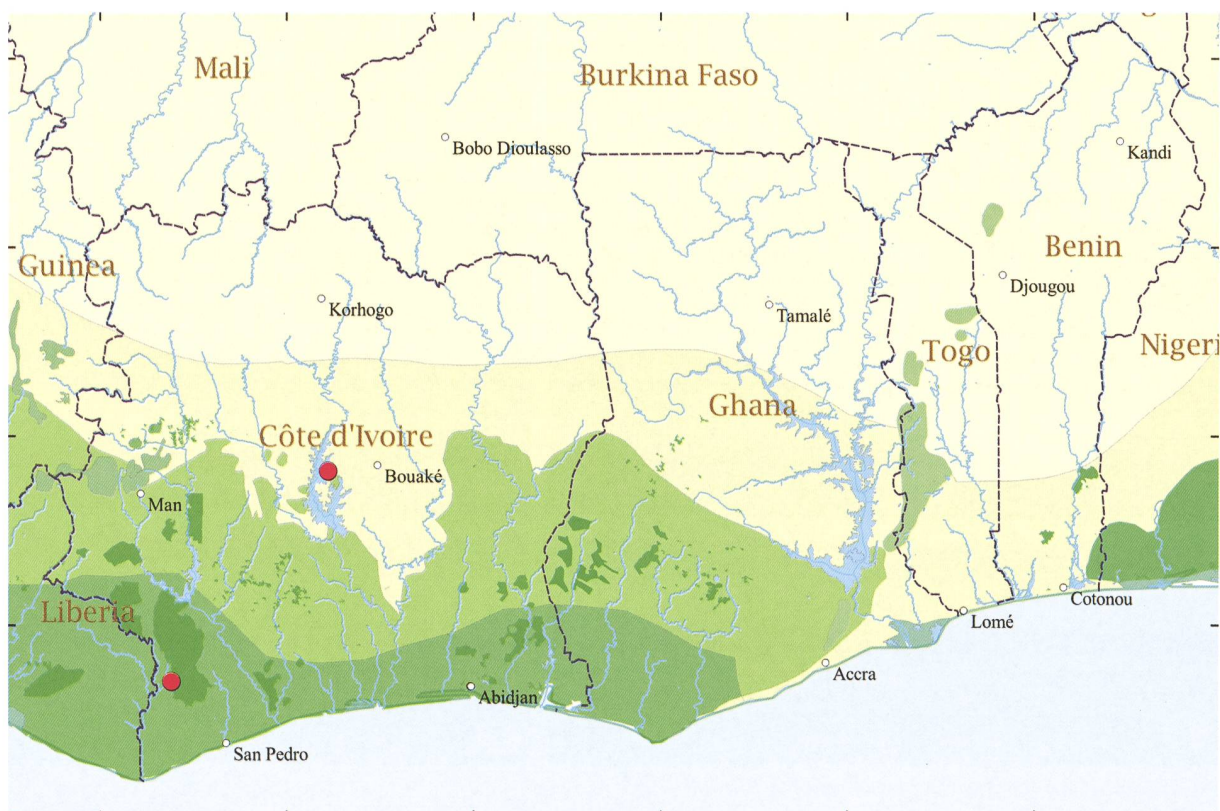 Mali
Burkina Faso
Bobo Dioulasso
Kandi
Guinea
Benin
Korhogo
Djougou
Tamalé
Togo
Nigeri
Ghana
Côte d'Ivoire
Bouaké
Man
Liberia
Cotonou
Lomé
Accra
Abidjan
San Pedro